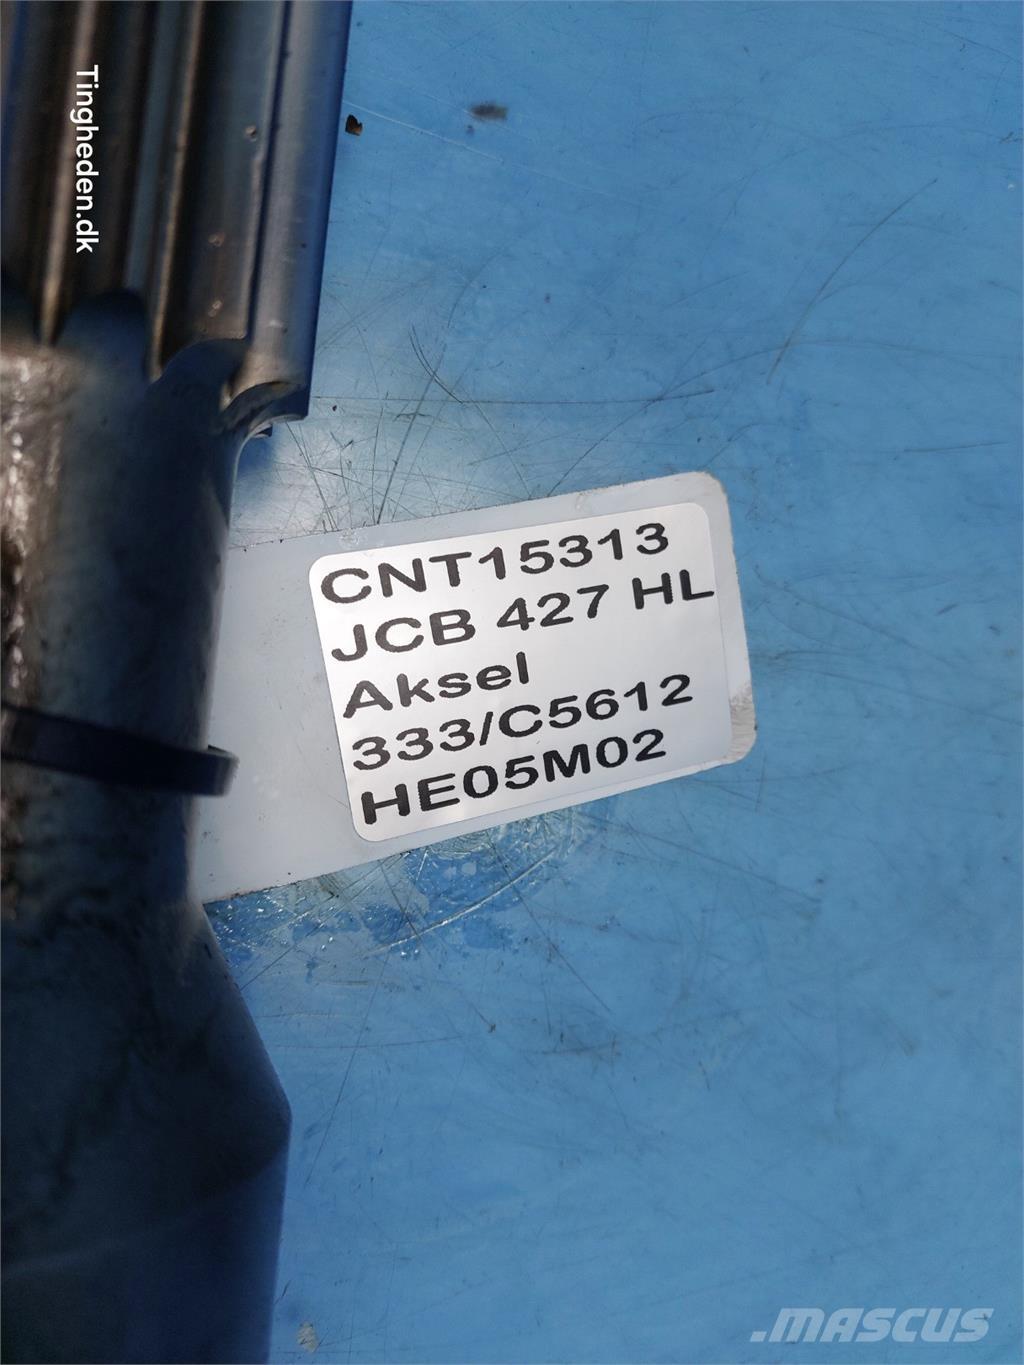 Tingheden.dk
CNT15313
JCB 427 HL
Aksel
333/C5612
HE05M02
.MASCUS